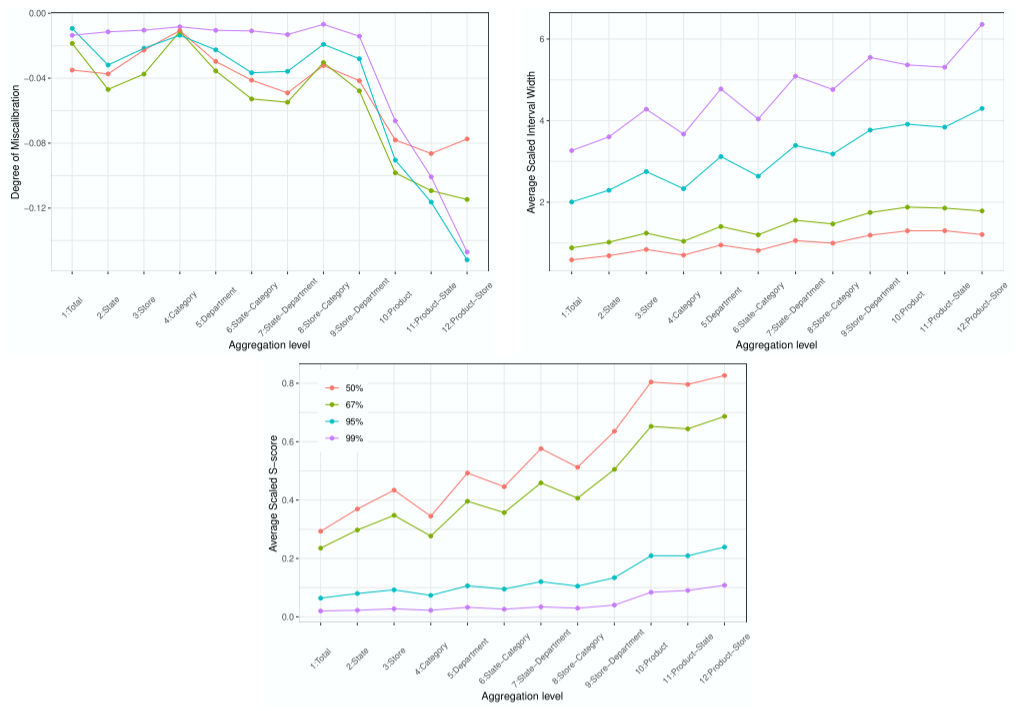 0.00
−0.04
−0.08
−0.12
Degree of Miscalibration
1:Total
2:State
3:Store
4:Category
5:Department
6:State−Category
7:State−Department
8:Store−Category
9:Store−Department
10:Product
11:Product−State
12:Product−Store
Aggregation level
6
4
2
Average Scaled Interval Width
1:Total
2:State
3:Store
4:Category
5:Department
6:State−Category
7:State−Department
8:Store−Category
9:Store−Department
10:Product
11:Product−State
12:Product−Store
Aggregation level
0.8
0.6
0.4
0.2
0.0
Average Scaled S−score
50%
67%
95%
99%
1:Total
2:State
3:Store
4:Category
5:Department
6:State−Category
7:State−Department
8:Store−Category
9:Store−Department
10:Product
11:Product−State
12:Product−Store
Aggregation level